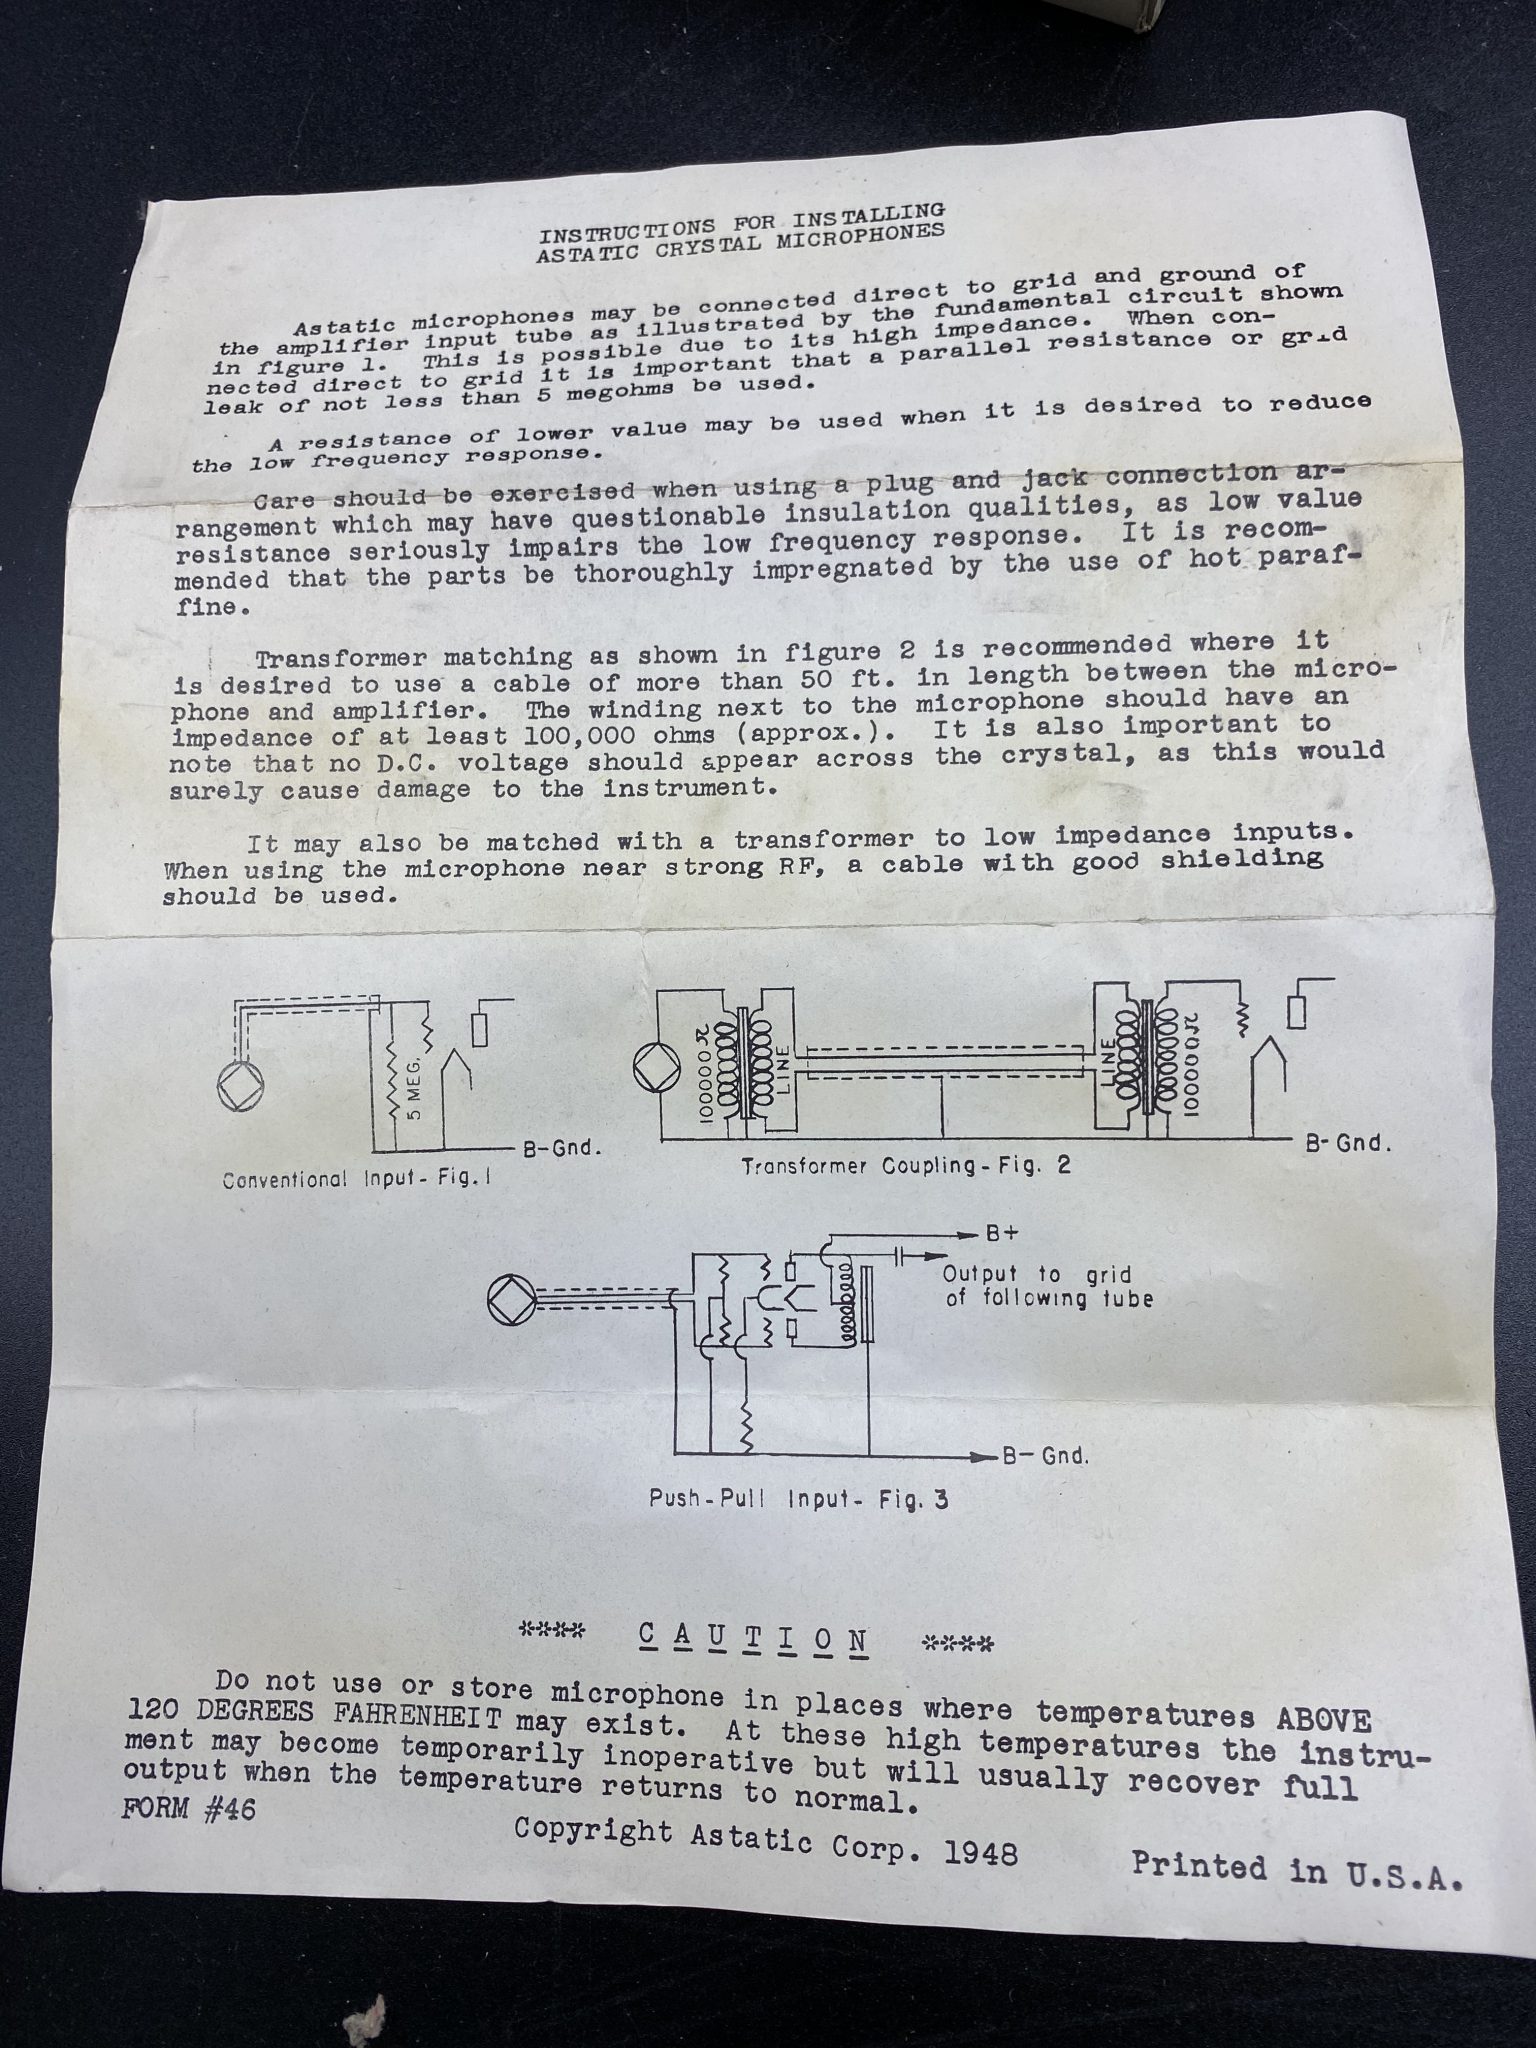 INSTRUCTIONS FOR INSTALLING
ASTATIC CRYSTAL MICROPHONES
Astatic microphones may be connected direct to grid and ground of
the amplifier input tube as illustrated by the fundamental circuit shown
in figure 1. This is possible due to its high impedance. When con-
nected direct to grid it is important that a parallel resistance or grid
leak of not less than 5 megohms be used.
A resistance of lower value may be used when it is desired to reduce
the low frequency response.
Care should be exercised when using a plug and jack connection ar-
rangement which may have questionable insulation qualities, as low value
resistance seriously impairs the low frequency response. It is recom-
mended that the parts be thoroughly impregnated by the use of hot paraf-
fine.
Transformer matching as shown in figure 2 is recommended where it
is desired to use a cable of more than 50 ft. in length between the micro-
phone and amplifier. The winding next to the microphone should have an
impedance of at least 100,000 ohms (approx.). It is also important to
note that no D.C. voltage should appear across the crystal, as this would
surely cause damage to the instrument.
It may also be matched with a transformer to low impedance inputs.
When using the microphone near strong RF, a cable with good shielding
should be used.
5 MEG.
B-Gnd.
Conventional Input - Fig. 1
100000Ω
LINE
LINE
100000Ω
B- Gnd.
Transformer Coupling - Fig. 2
B+
Output to grid
of following tube
B- Gnd.
Push-Pull Input - Fig. 3
**** CAUTION ****
Do not use or store microphone in places where temperatures ABOVE
120 DEGREES FAHRENHEIT may exist. At these high temperatures the instru-
ment may become temporarily inoperative but will usually recover full
output when the temperature returns to normal.
FORM #46
Copyright Astatic Corp. 1948
Printed in U.S.A.